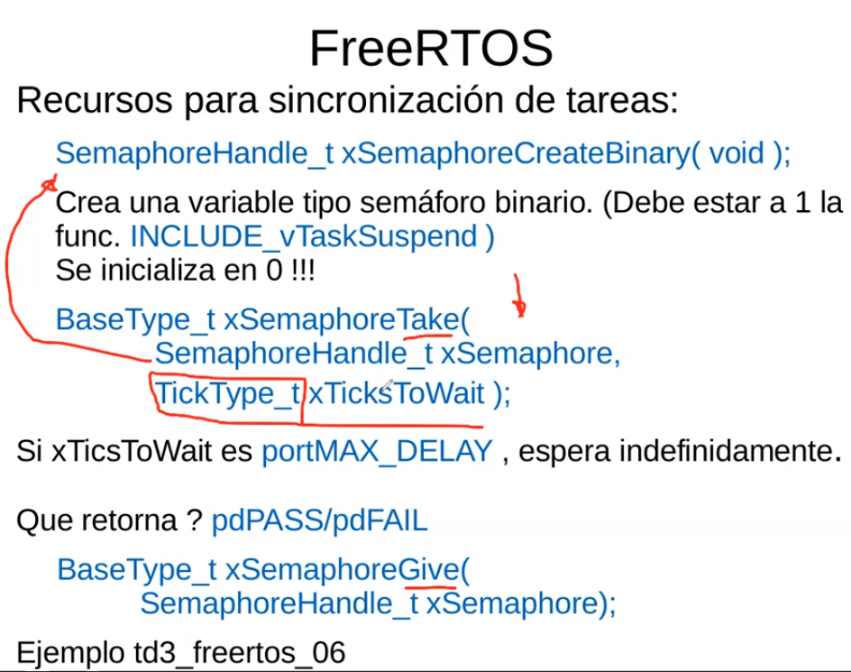 FreeRTOS
Recursos para sincronización de tareas:
SemaphoreHandle_t xSemaphoreCreateBinary( void );
Crea una variable tipo semáforo binario. (Debe estar a 1 la
func. INCLUDE_vTaskSuspend )
Se inicializa en 0 !!!
BaseType_t xSemaphoreTake(
SemaphoreHandle_t xSemaphore,
TickType_t xTicksToWait );
Si xTicsToWait es portMAX_DELAY , espera indefinidamente.
Que retorna ? pdPASS/pdFAIL
BaseType_t xSemaphoreGive(
SemaphoreHandle_t xSemaphore);
Ejemplo td3_freertos_06